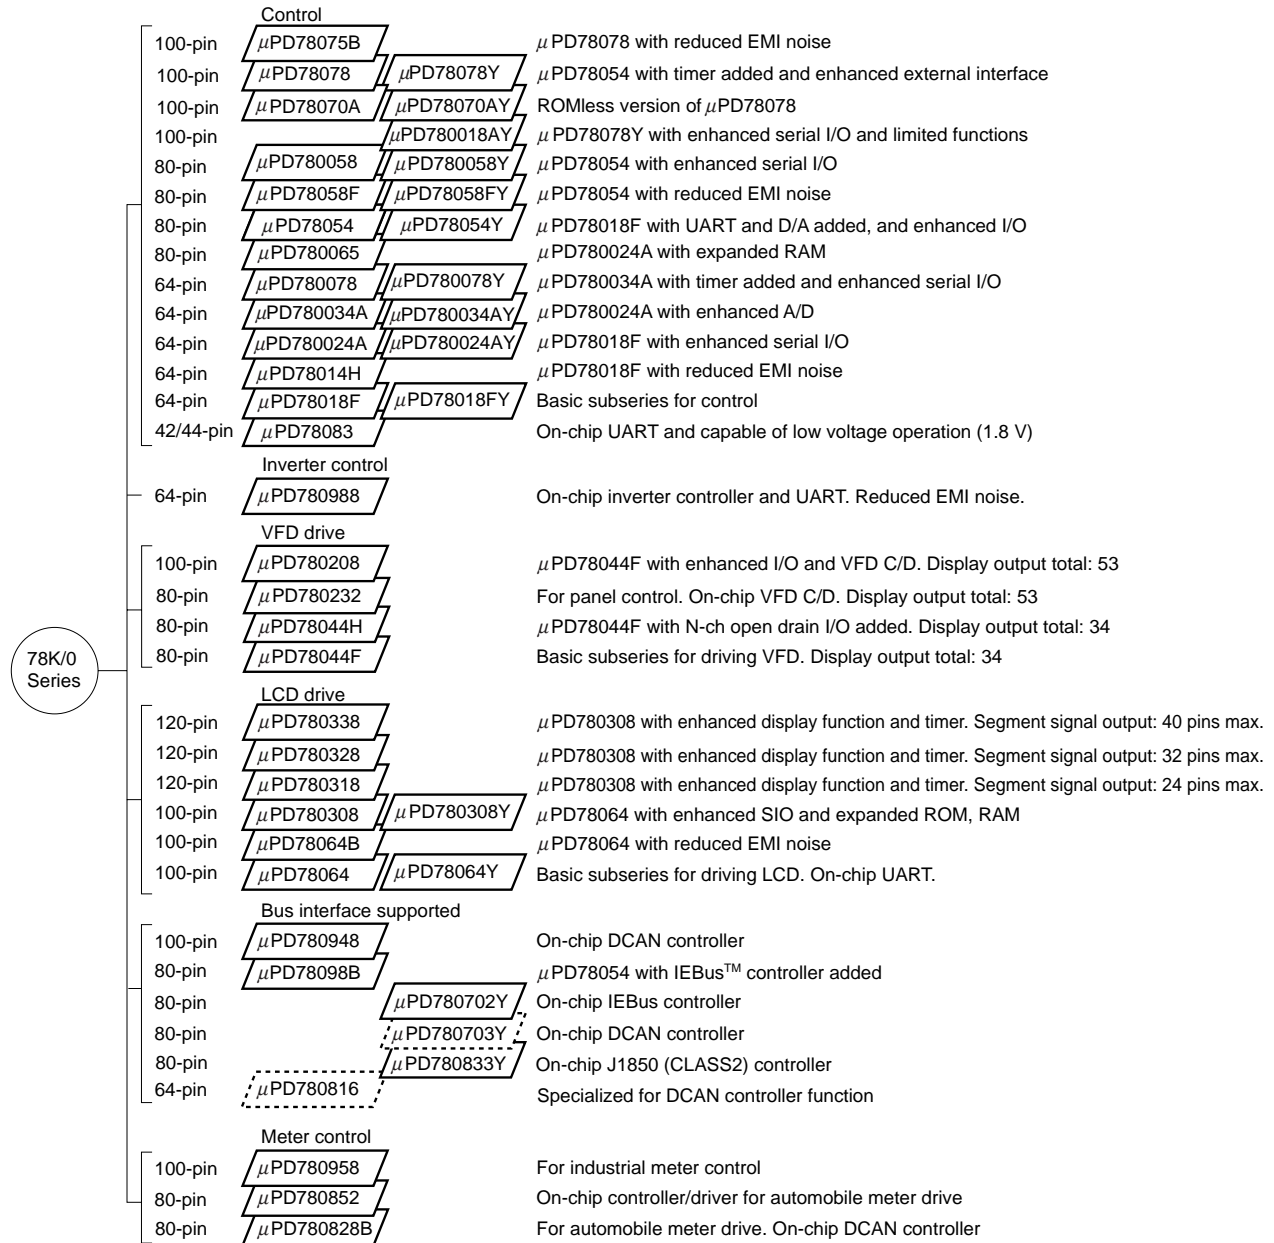 Control
100-pin μPD78075B μPD78078 with reduced EMI noise
100-pin μPD78078 μPD78078Y μPD78054 with timer added and enhanced external interface
100-pin μPD78070A μPD78070AY ROMless version of μPD78078
100-pin μPD780018AY μPD78078Y with enhanced serial I/O and limited functions
80-pin μPD780058 μPD780058Y μPD78054 with enhanced serial I/O
80-pin μPD78058F μPD78058FY μPD78054 with reduced EMI noise
80-pin μPD78054 μPD78054Y μPD78018F with UART and D/A added, and enhanced I/O
80-pin μPD780065 μPD780024A with expanded RAM
64-pin μPD780078 μPD780078Y μPD780034A with timer added and enhanced serial I/O
64-pin μPD780034A μPD780034AY μPD780024A with enhanced A/D
64-pin μPD780024A μPD780024AY μPD78018F with enhanced serial I/O
64-pin μPD78014H μPD78018F with reduced EMI noise
64-pin μPD78018F μPD78018FY Basic subseries for control
42/44-pin μPD78083 On-chip UART and capable of low voltage operation (1.8 V)
Inverter control
64-pin μPD780988 On-chip inverter controller and UART. Reduced EMI noise.
VFD drive
100-pin μPD780208 μPD78044F with enhanced I/O and VFD C/D. Display output total: 53
80-pin μPD780232 For panel control. On-chip VFD C/D. Display output total: 53
80-pin μPD78044H μPD78044F with N-ch open drain I/O added. Display output total: 34
80-pin μPD78044F Basic subseries for driving VFD. Display output total: 34
78K/0
Series
LCD drive
120-pin μPD780338 μPD780308 with enhanced display function and timer. Segment signal output: 40 pins max.
120-pin μPD780328 μPD780308 with enhanced display function and timer. Segment signal output: 32 pins max.
120-pin μPD780318 μPD780308 with enhanced display function and timer. Segment signal output: 24 pins max.
100-pin μPD780308 μPD780308Y μPD78064 with enhanced SIO and expanded ROM, RAM
100-pin μPD78064B μPD78064 with reduced EMI noise
100-pin μPD78064 μPD78064Y Basic subseries for driving LCD. On-chip UART.
Bus interface supported
100-pin μPD780948 On-chip DCAN controller
80-pin μPD78098B μPD78054 with IEBus™ controller added
80-pin μPD780702Y On-chip IEBus controller
80-pin μPD780703Y On-chip DCAN controller
80-pin μPD780833Y On-chip J1850 (CLASS2) controller
64-pin μPD780816 Specialized for DCAN controller function
Meter control
100-pin μPD780958 For industrial meter control
80-pin μPD780852 On-chip controller/driver for automobile meter drive
80-pin μPD780828B For automobile meter drive. On-chip DCAN controller